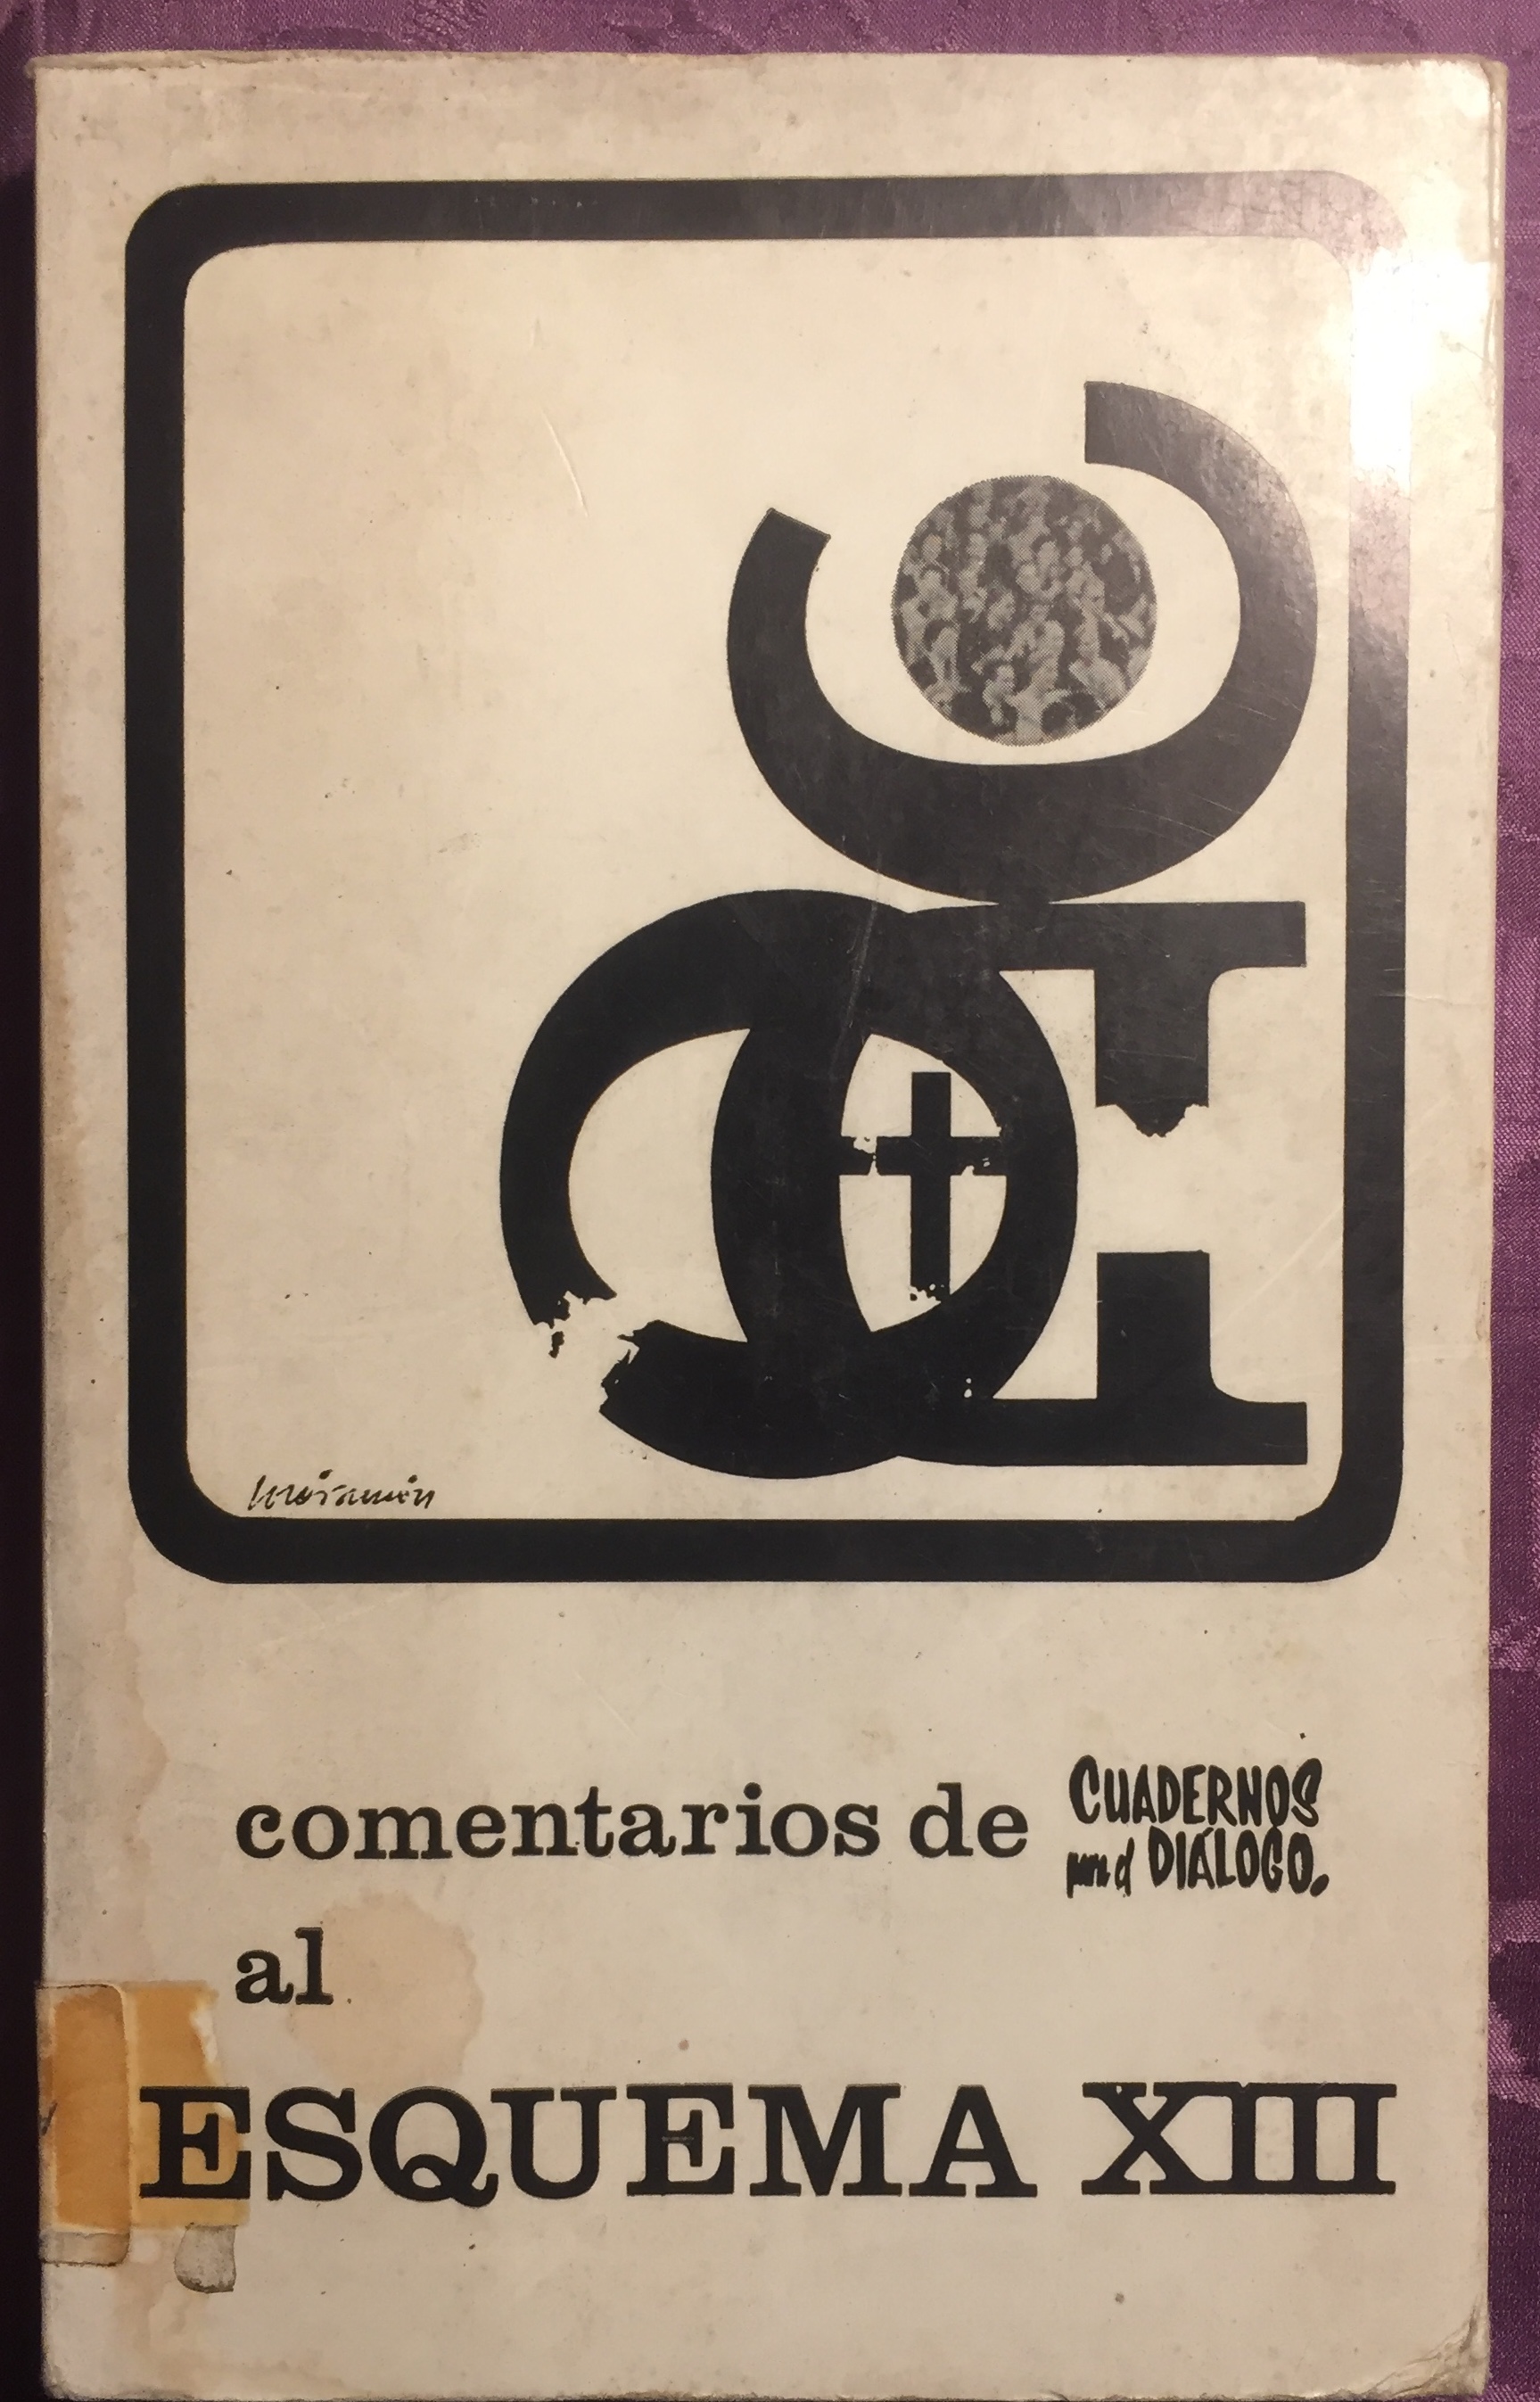 comentarios de CUADERNOS
para el DIÁLOGO.
al
ESQUEMA XIII